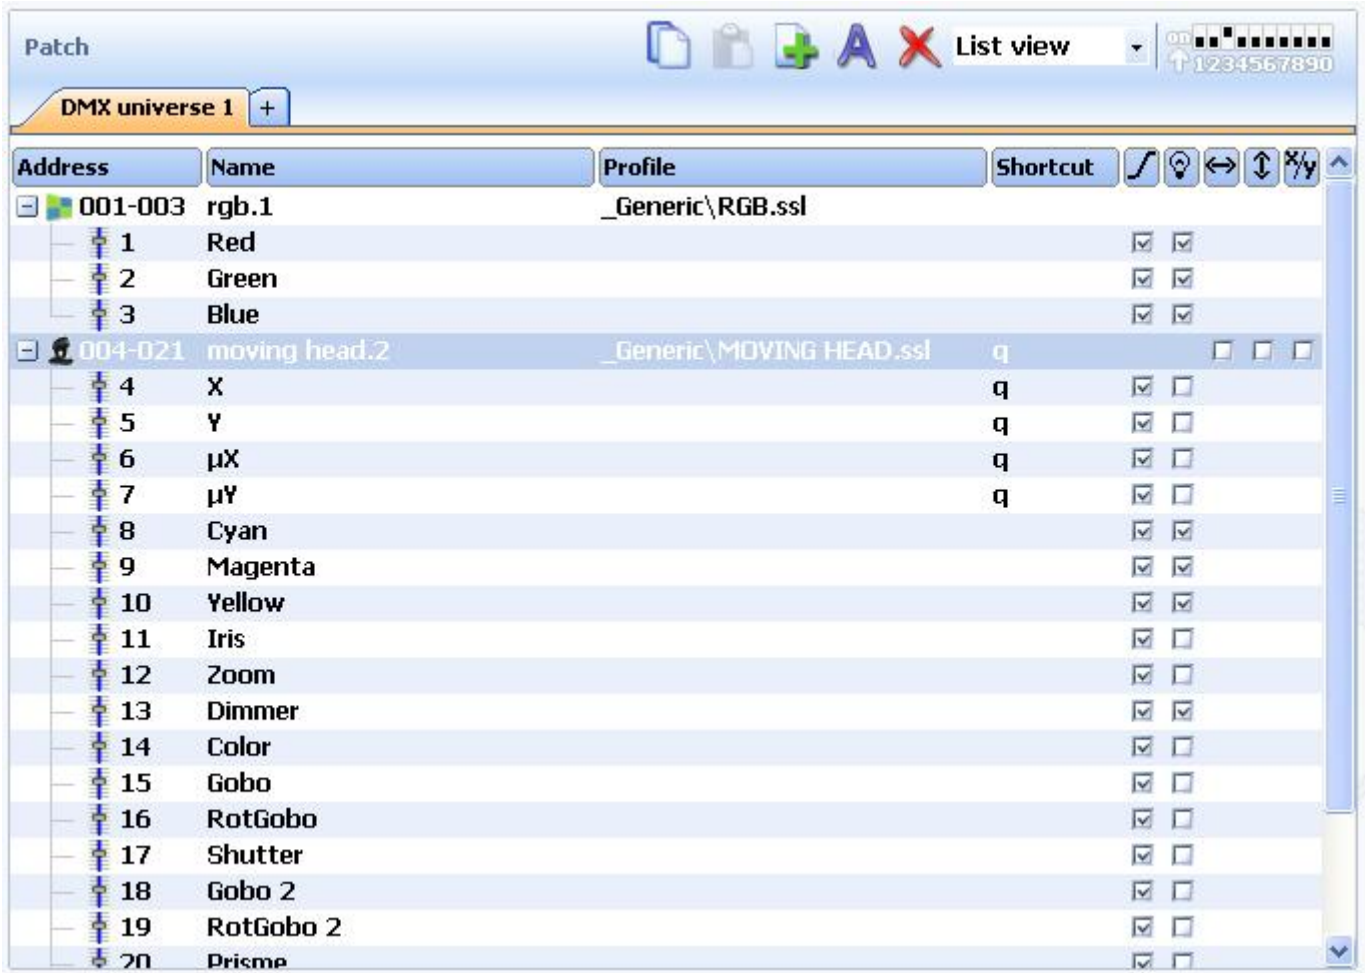 Patch
List view
on
1234567890
DMX universe 1 +
Address Name Profile Shortcut x/y
001-003 rgb.1 _Generic\RGB.ssl
1 Red
2 Green
3 Blue
004-021 moving head.2 _Generic\MOVING HEAD.ssl q
4 X q
5 Y q
6 µX q
7 µY q
8 Cyan
9 Magenta
10 Yellow
11 Iris
12 Zoom
13 Dimmer
14 Color
15 Gobo
16 RotGobo
17 Shutter
18 Gobo 2
19 RotGobo 2
20 Prisme